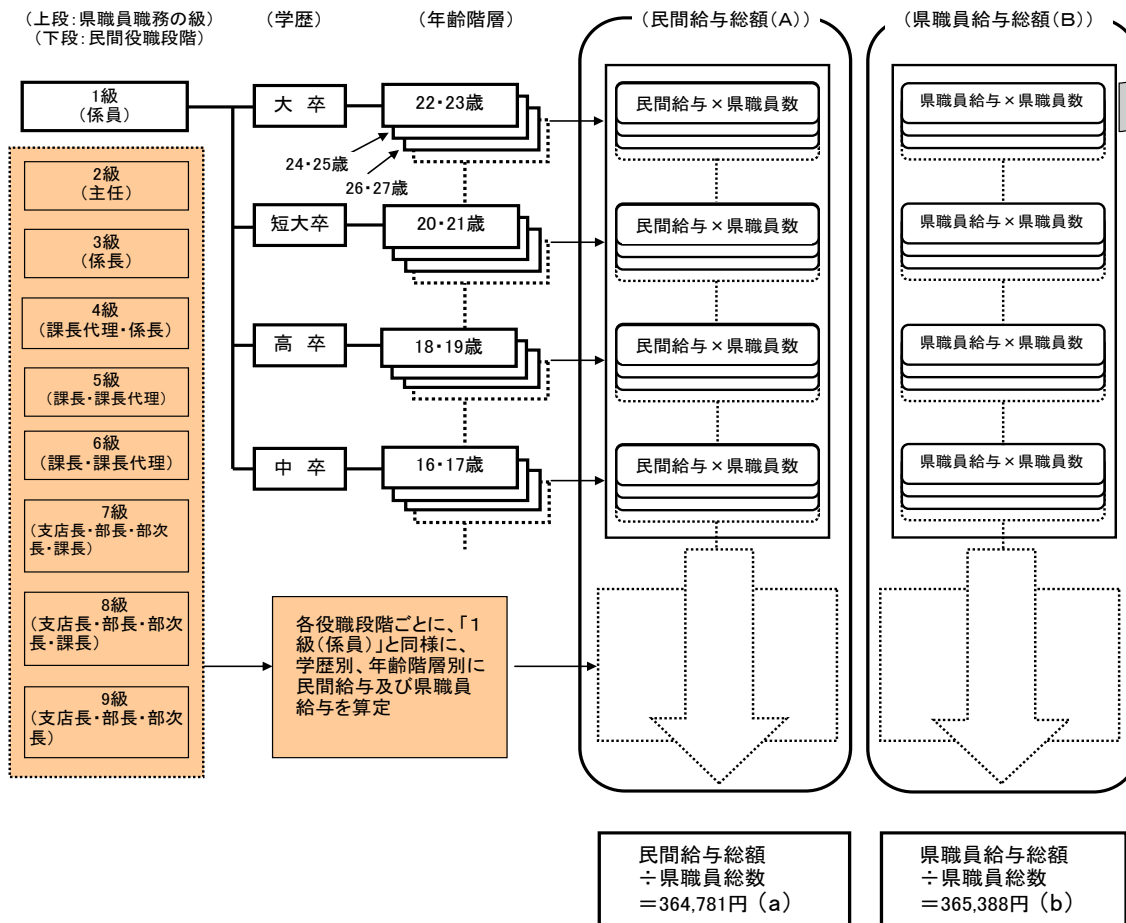 (上段:県職員職務の級)
(下段:民間役職段階)
(学歴)
(年齢階層)
(民間給与総額(A))
(県職員給与総額(B))
1級
(係員)
大 卒
22・23歳
24・25歳
26・27歳
民間給与×県職員数
県職員給与×県職員数
2級
(主任)
短大卒
20・21歳
民間給与×県職員数
県職員給与×県職員数
3級
(係長)
4級
(課長代理・係長)
高 卒
18・19歳
民間給与×県職員数
県職員給与×県職員数
5級
(課長・課長代理)
6級
(課長・課長代理)
中 卒
16・17歳
民間給与×県職員数
県職員給与×県職員数
7級
(支店長・部長・部次
長・課長)
8級
(支店長・部長・部次
長・課長)
9級
(支店長・部長・部次
長)
各役職段階ごとに、「1
級(係員)」と同様に、
学歴別、年齢階層別に
民間給与及び県職員
給与を算定
民間給与総額
÷県職員総数
=364,781円(a)
県職員給与総額
÷県職員総数
=365,388円(b)